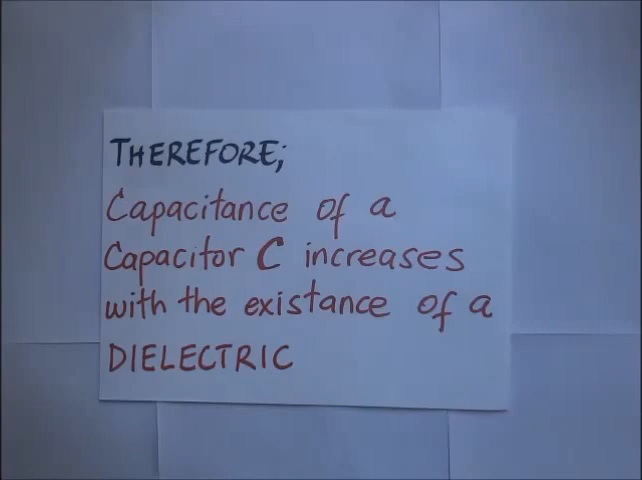 THEREFORE;
Capacitance of a
Capacitor C increases
with the existance of a
DIELECTRIC